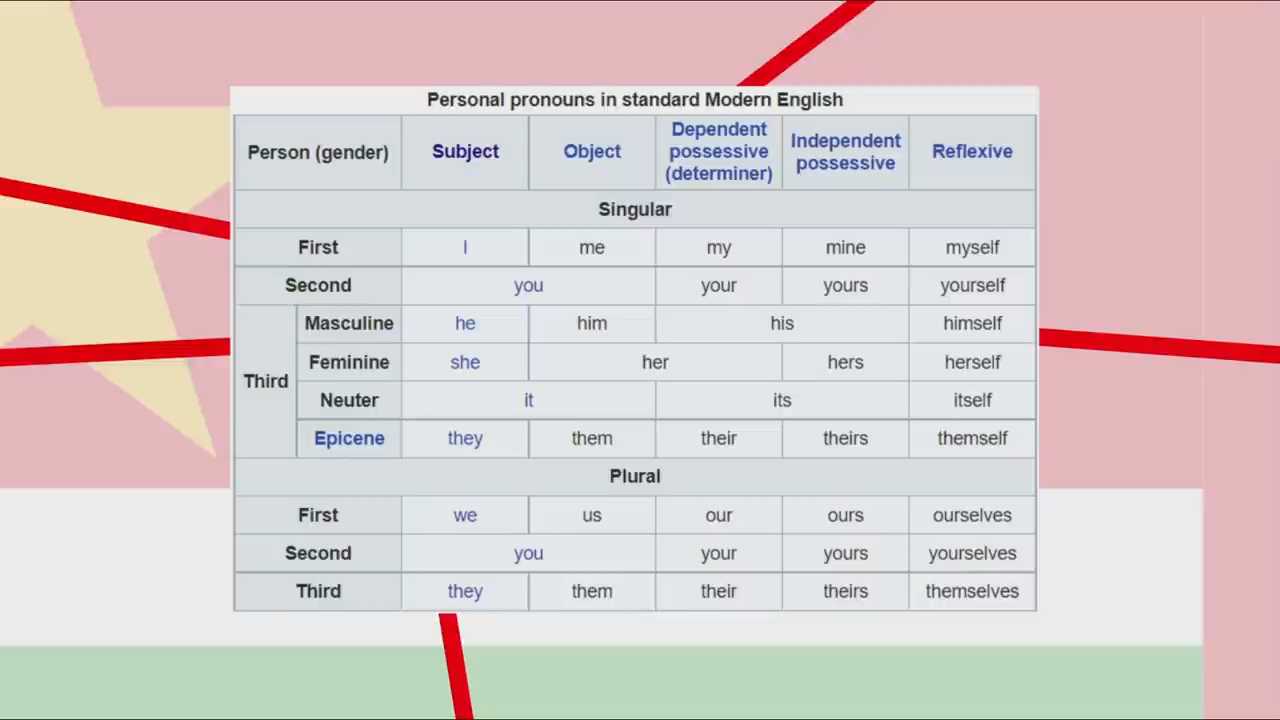 Personal pronouns in standard Modern English
Person (gender) Subject Object Dependent possessive (determiner) Independent possessive Reflexive
Singular
First I me my mine myself
Second you your yours yourself
Third Masculine he him his himself
Feminine she her hers herself
Neuter it its itself
Epicene they them their theirs themself
Plural
First we us our ours ourselves
Second you your yours yourselves
Third they them their theirs themselves